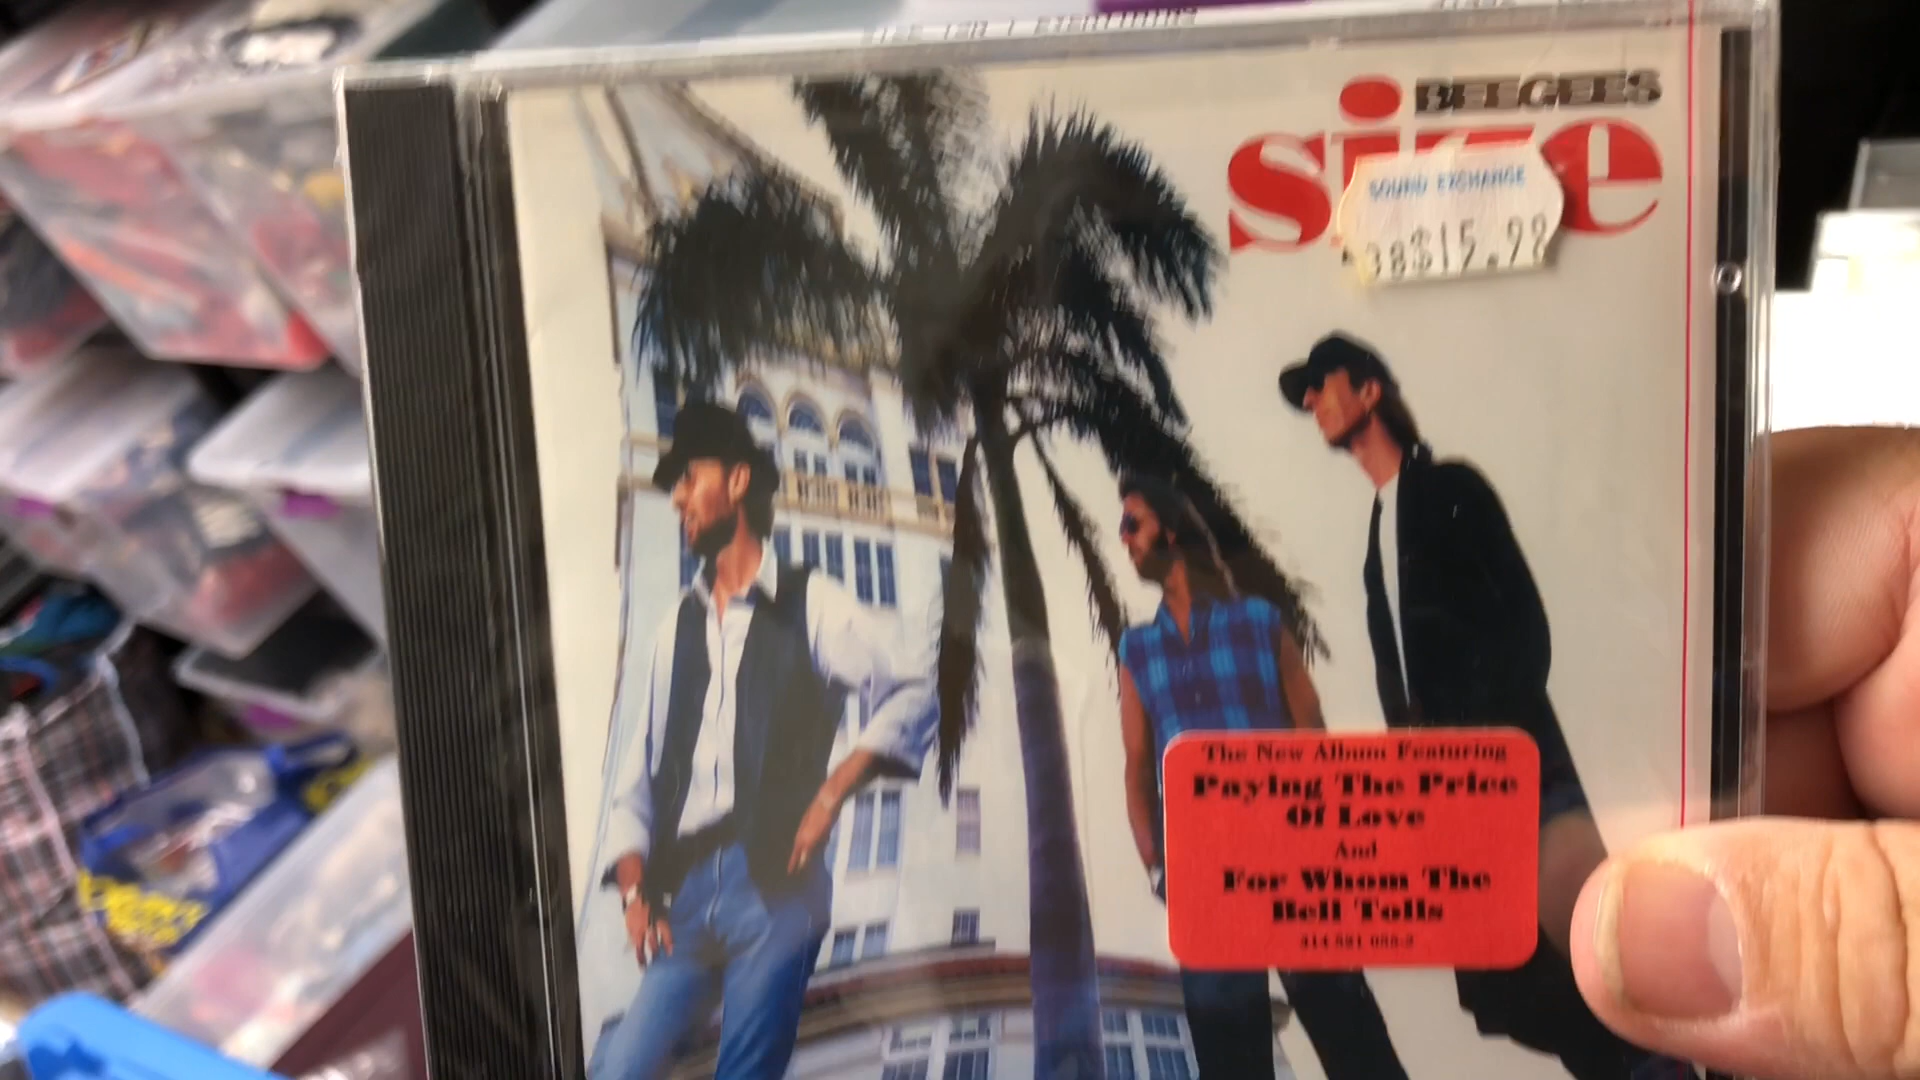 BEE GEES
size
SOUND EXCHANGE
$15.98
The New Album Featuring
Paying The Price
Of Love
And
For Whom The
Bell Tolls